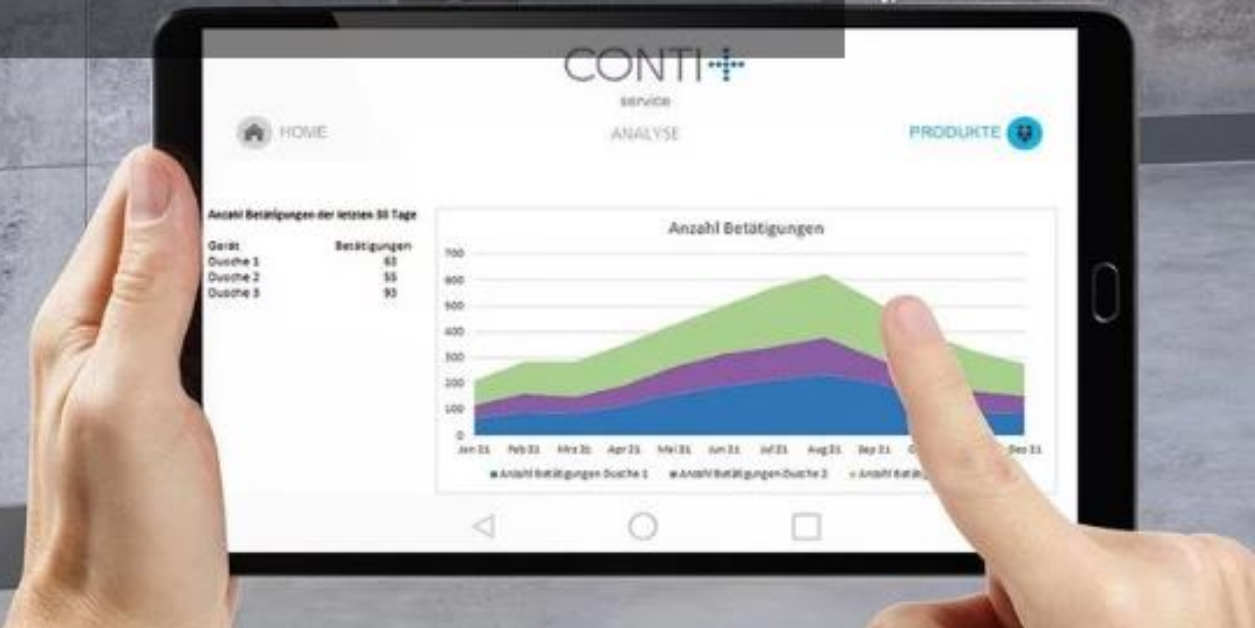 CONTI+
service
HOME
ANALYSE
PRODUKTE
Anzahl Betätigungen der letzten 30 Tage
Gerät Betätigungen
Dusche 1 63
Dusche 2 55
Dusche 3 93
Anzahl Betätigungen
700
600
500
400
300
200
100
0
Jan 21 Feb 21 Mrz 21 Apr 21 Mai 21 Jun 21 Jul 21 Aug 21 Sep 21
Anzahl Betätigungen Dusche 1 Anzahl Betätigungen Dusche 2 Anzahl